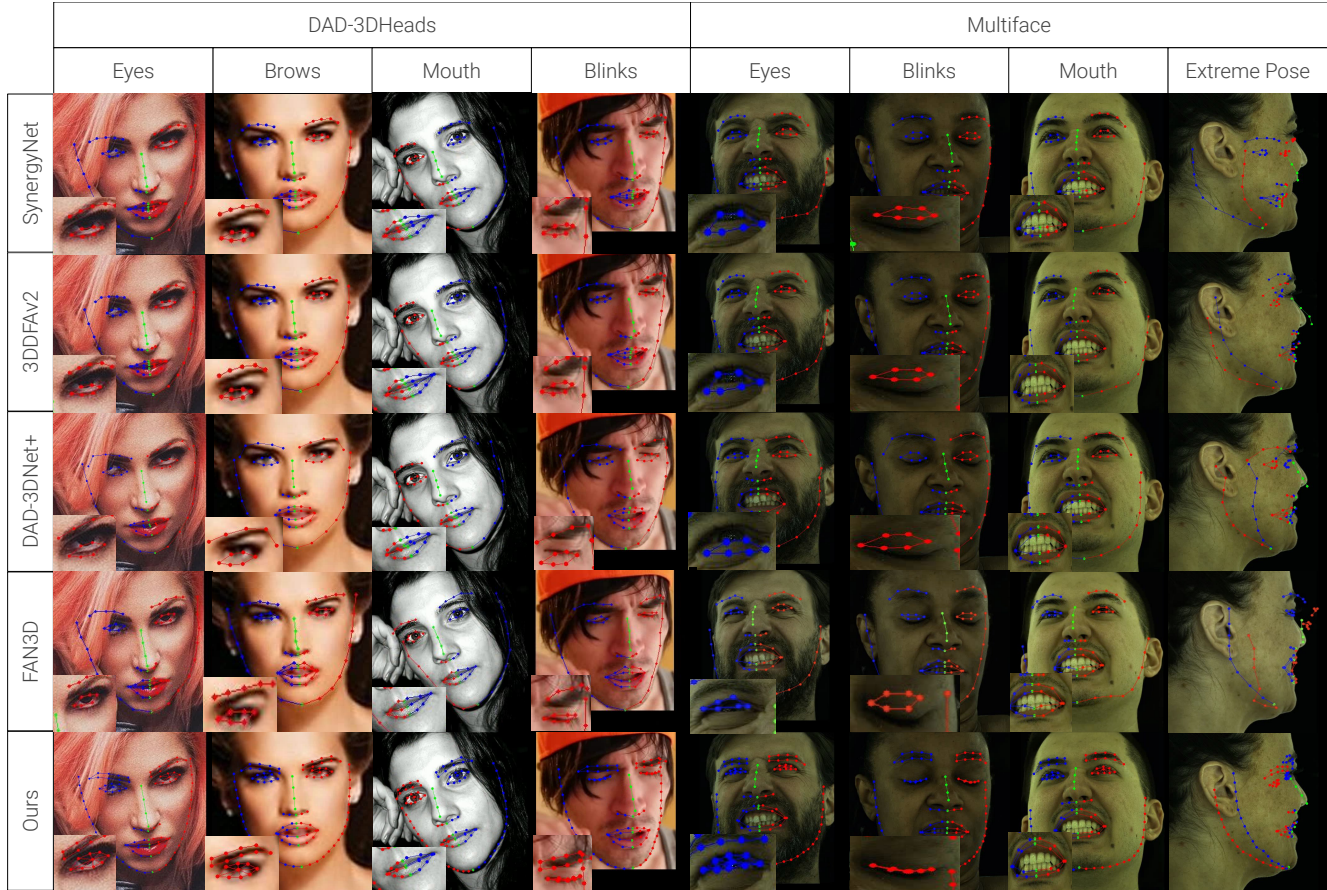 DAD-3DHeads Multiface
Eyes Brows Mouth Blinks Eyes Blinks Mouth Extreme Pose
SynergyNet
3DDFAv2
DAD-3DNet+
FAN3D
Ours